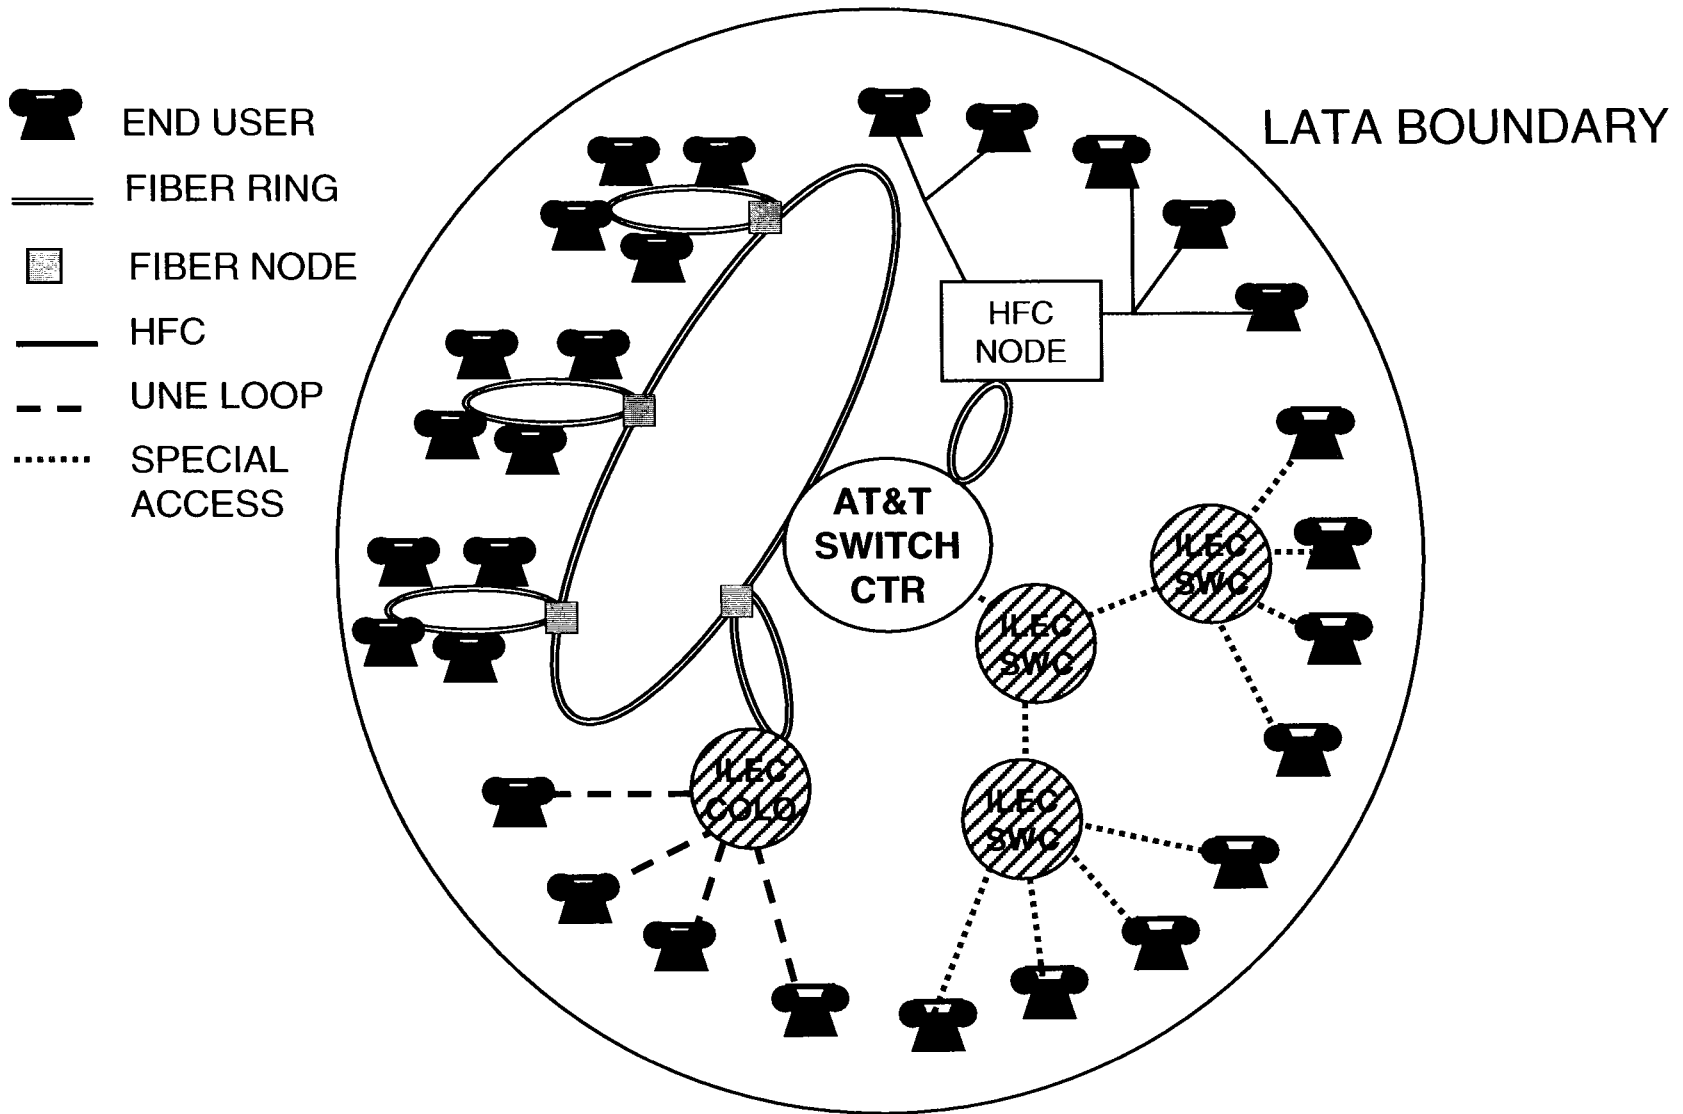 END USER
FIBER RING
FIBER NODE
HFC
UNE LOOP
SPECIAL
ACCESS
LATA BOUNDARY
HFC
NODE
AT&T
SWITCH
CTR
ILEC
SWC
ILEC
SWC
ILEC
COLO
ILEC
SWC